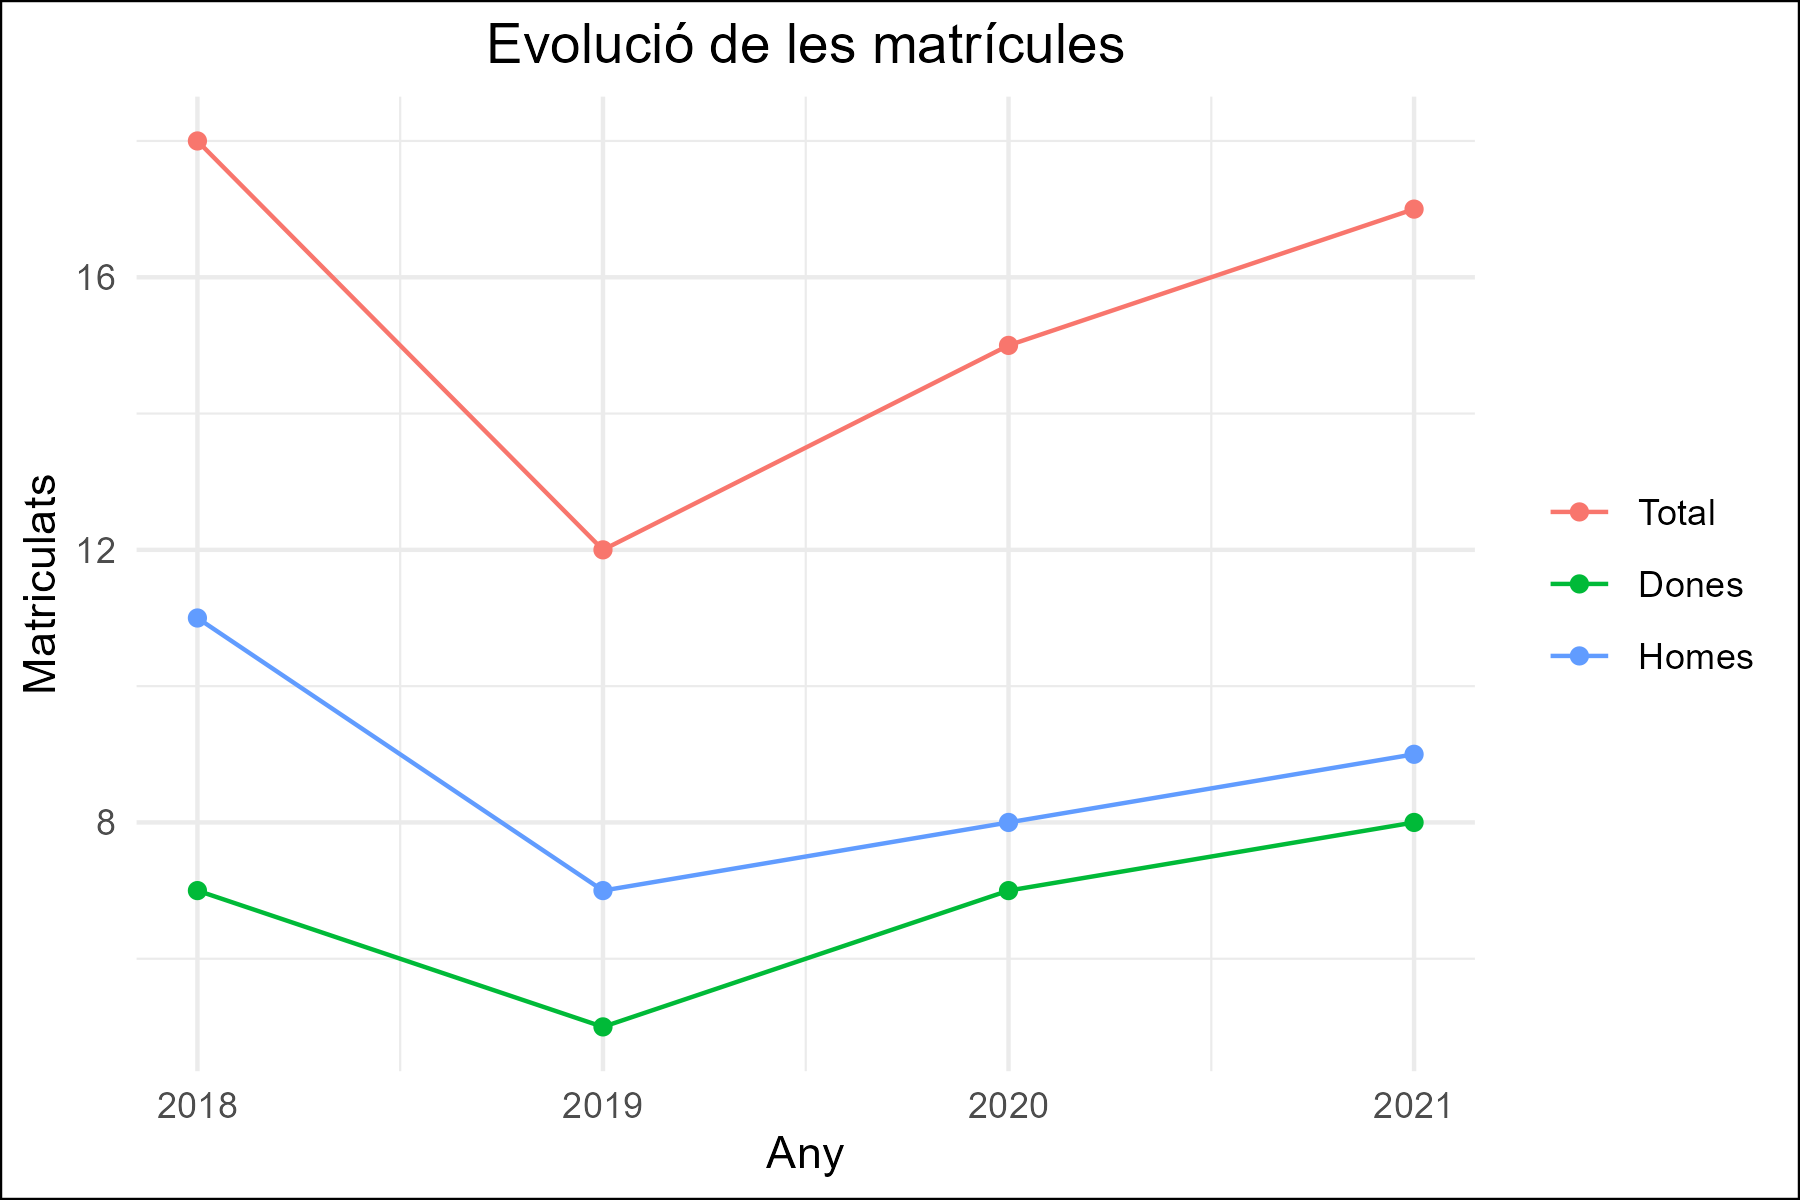 Evolució de les matrícules
Matriculats
16
12
8
2018 2019 2020 2021
Any
Total
Dones
Homes